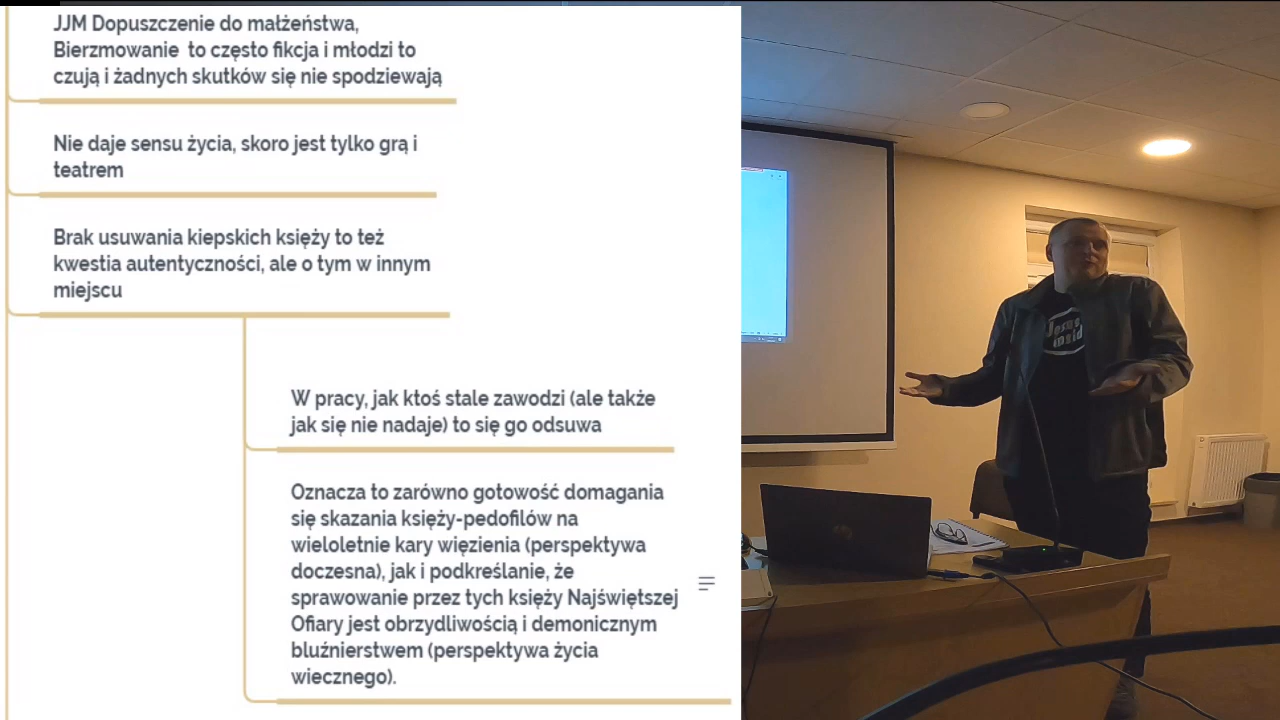 JJM Dopuszczenie do małżeństwa,
Bierzmowanie to często fikcja i młodzi to
czują i żadnych skutków się nie spodziewają
Nie daje sensu życia, skoro jest tylko grą i
teatrem
Brak usuwania kiepskich księży to też
kwestia autentyczności, ale o tym w innym
miejscu
W pracy, jak ktoś stale zawodzi (ale także
jak się nie nadaje) to się go odsuwa
Oznacza to zarówno gotowość domagania
się skazania księży-pedofilów na
wieloletnie kary więzienia (perspektywa
doczesna), jak i podkreślanie, że
sprawowanie przez tych księży Najświętszej
Ofiary jest obrzydliwością i demonicznym
bluźnierstwem (perspektywa życia
wiecznego).
Jesus
insid